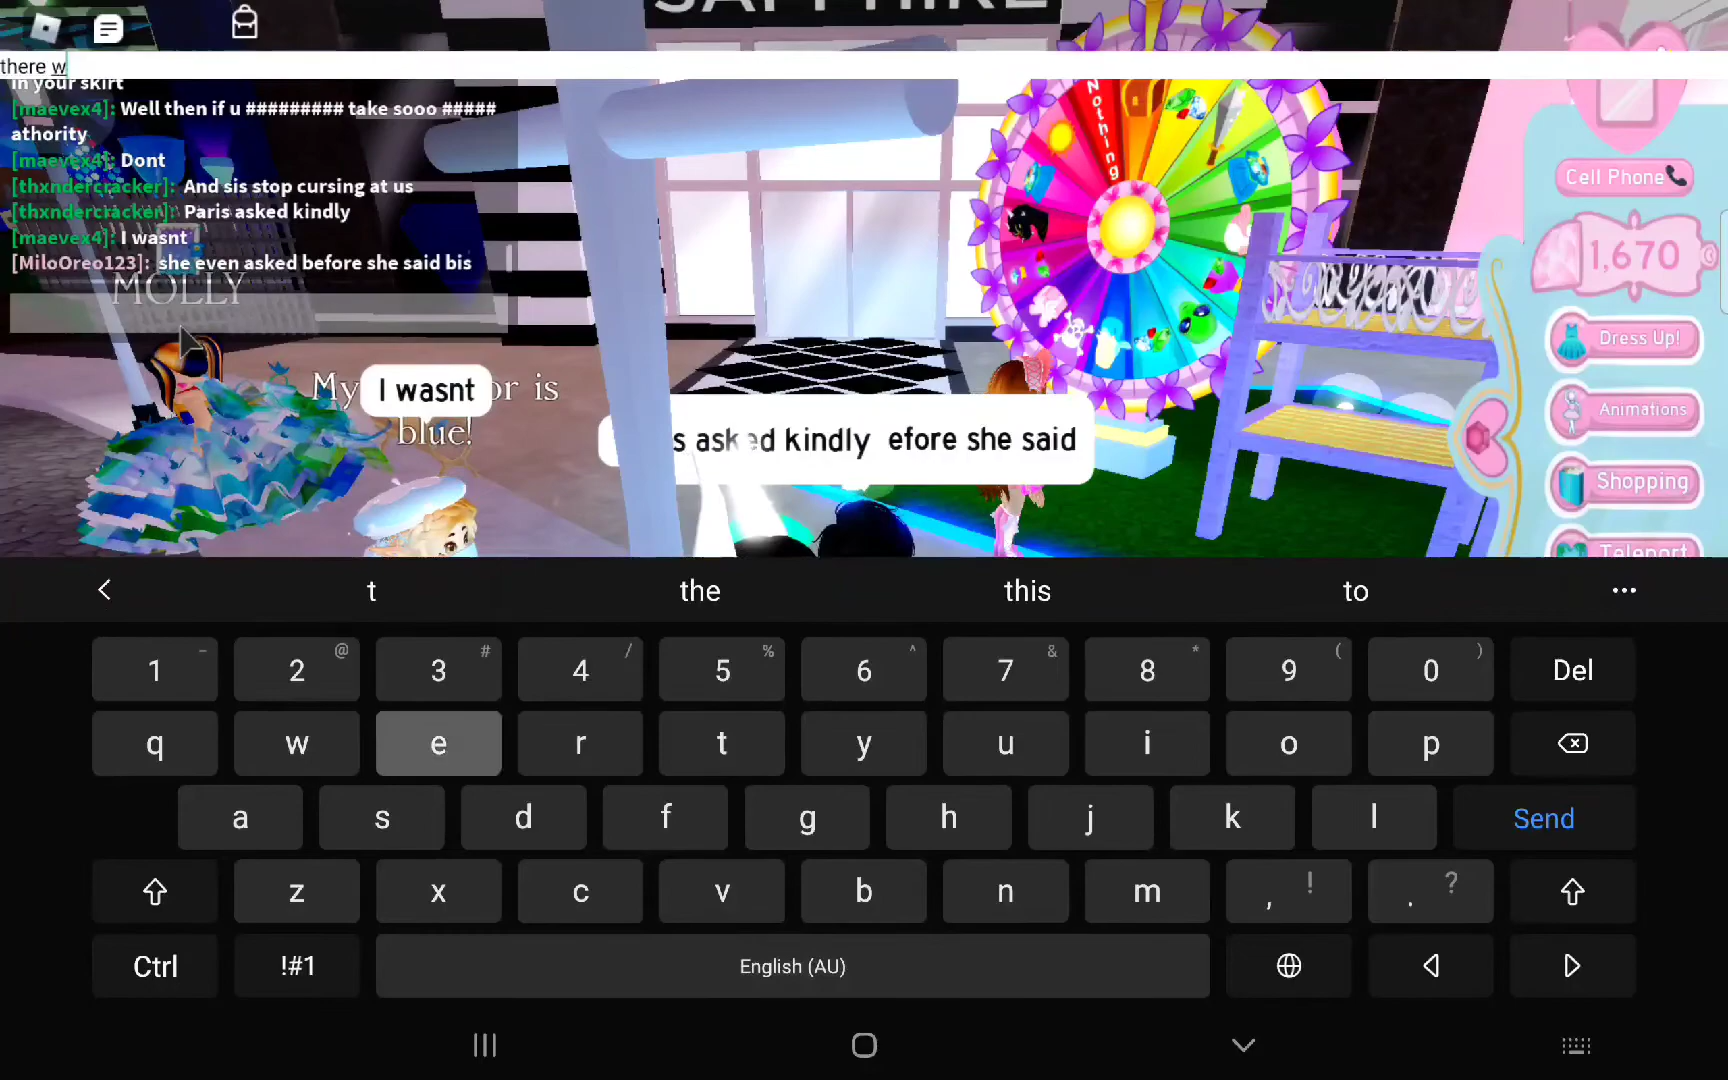 SAPPHIRE
there w
in your skirt
[maevex4]: Well then if u ######### take sooo #####
athority
[maevex4]: Dont
[thxndercracker]: And sis stop cursing at us
[thxndercracker]: Paris asked kindly
[maevex4]: I wasnt
[MiloOreo123]: she even asked before she said bis
MOLLY
My or is
blue!
I wasnt
s asked kindly efore she said
Nothing
Cell Phone
1,670
Dress Up!
Animations
Shopping
Teleport
t the this to ...
1 - 2 @ 3 # 4 / 5 % 6 ^ 7 & 8 * 9 ( 0 ) Del
q w e r t y u i o p
a s d f g h j k l Send
z x c v b n m , ! . ?
Ctrl !#1 English (AU)